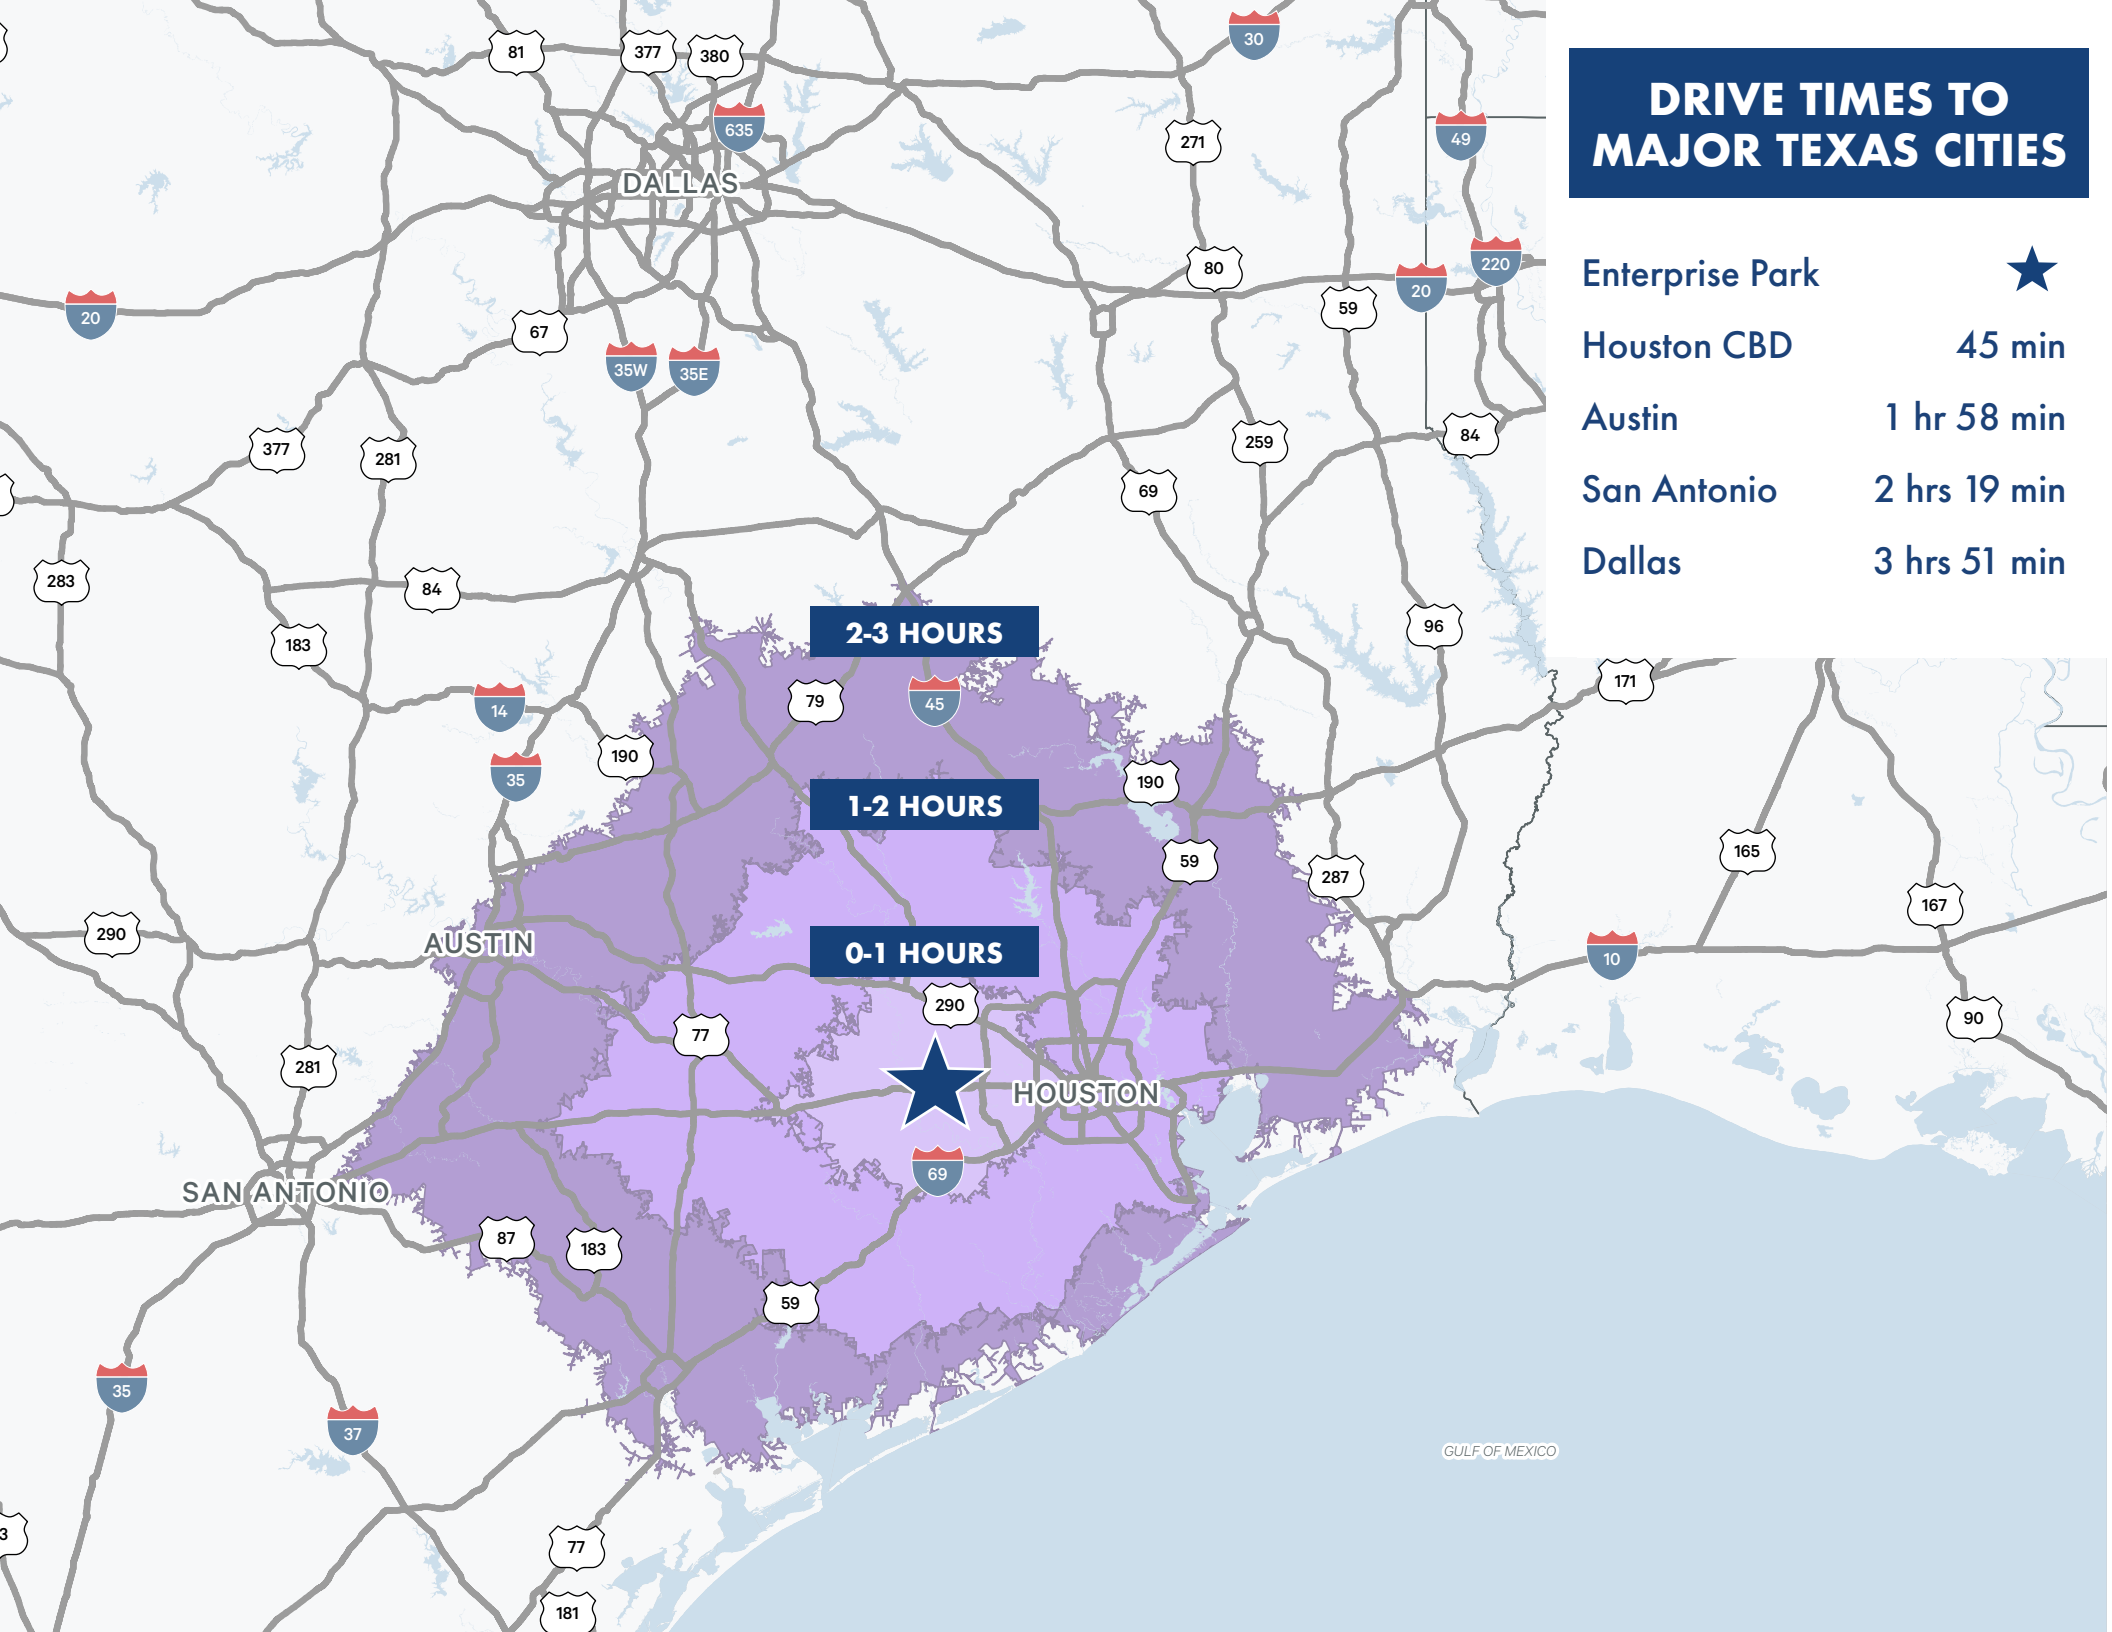 DRIVE TIMES TO
MAJOR TEXAS CITIES
Enterprise Park
Houston CBD 45 min
Austin 1 hr 58 min
San Antonio 2 hrs 19 min
Dallas 3 hrs 51 min
30
81
377
380
635
271
49
DALLAS
220
80
20
59
20
67
35W
35E
377
281
259
84
69
283
84
96
183
2-3 HOURS
171
79
45
14
190
35
190
1-2 HOURS
59
165
287
167
290
AUSTIN
0-1 HOURS
10
290
90
77
281
HOUSTON
69
SAN ANTONIO
87
183
59
35
37
GULF OF MEXICO
3
77
181